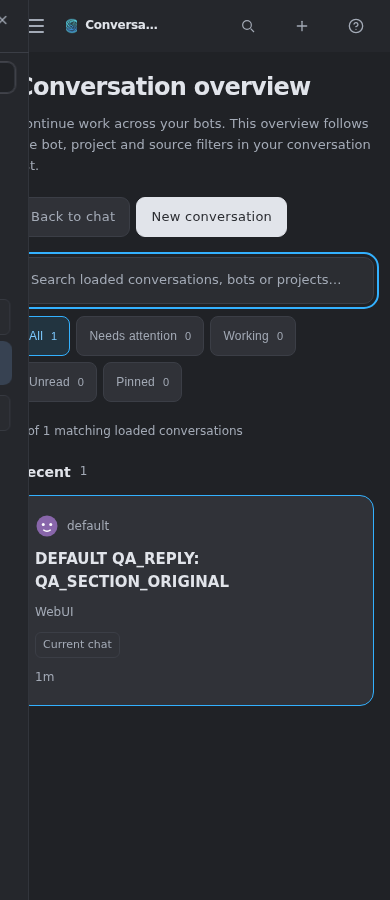 Conversa...
Conversation overview
ontinue work across your bots. This overview follows
e bot, project and source filters in your conversation
t.
Back to chat
New conversation
Search loaded conversations, bots or projects...
All 1
Needs attention 0
Working 0
Unread 0
Pinned 0
of 1 matching loaded conversations
ecent 1
default
DEFAULT QA_REPLY:
QA_SECTION_ORIGINAL
WebUI
Current chat
1m